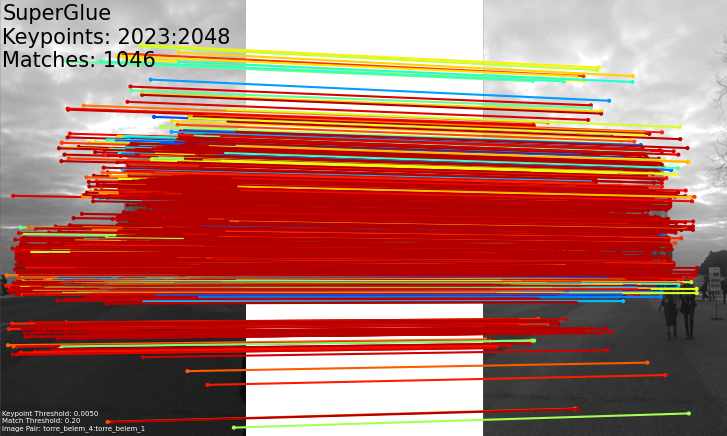 SuperGlue
Keypoints: 2023:2048
Matches: 1046
Keypoint Threshold: 0.0050
Match Threshold: 0.20
Image Pair: torre_belem_4:torre_belem_1